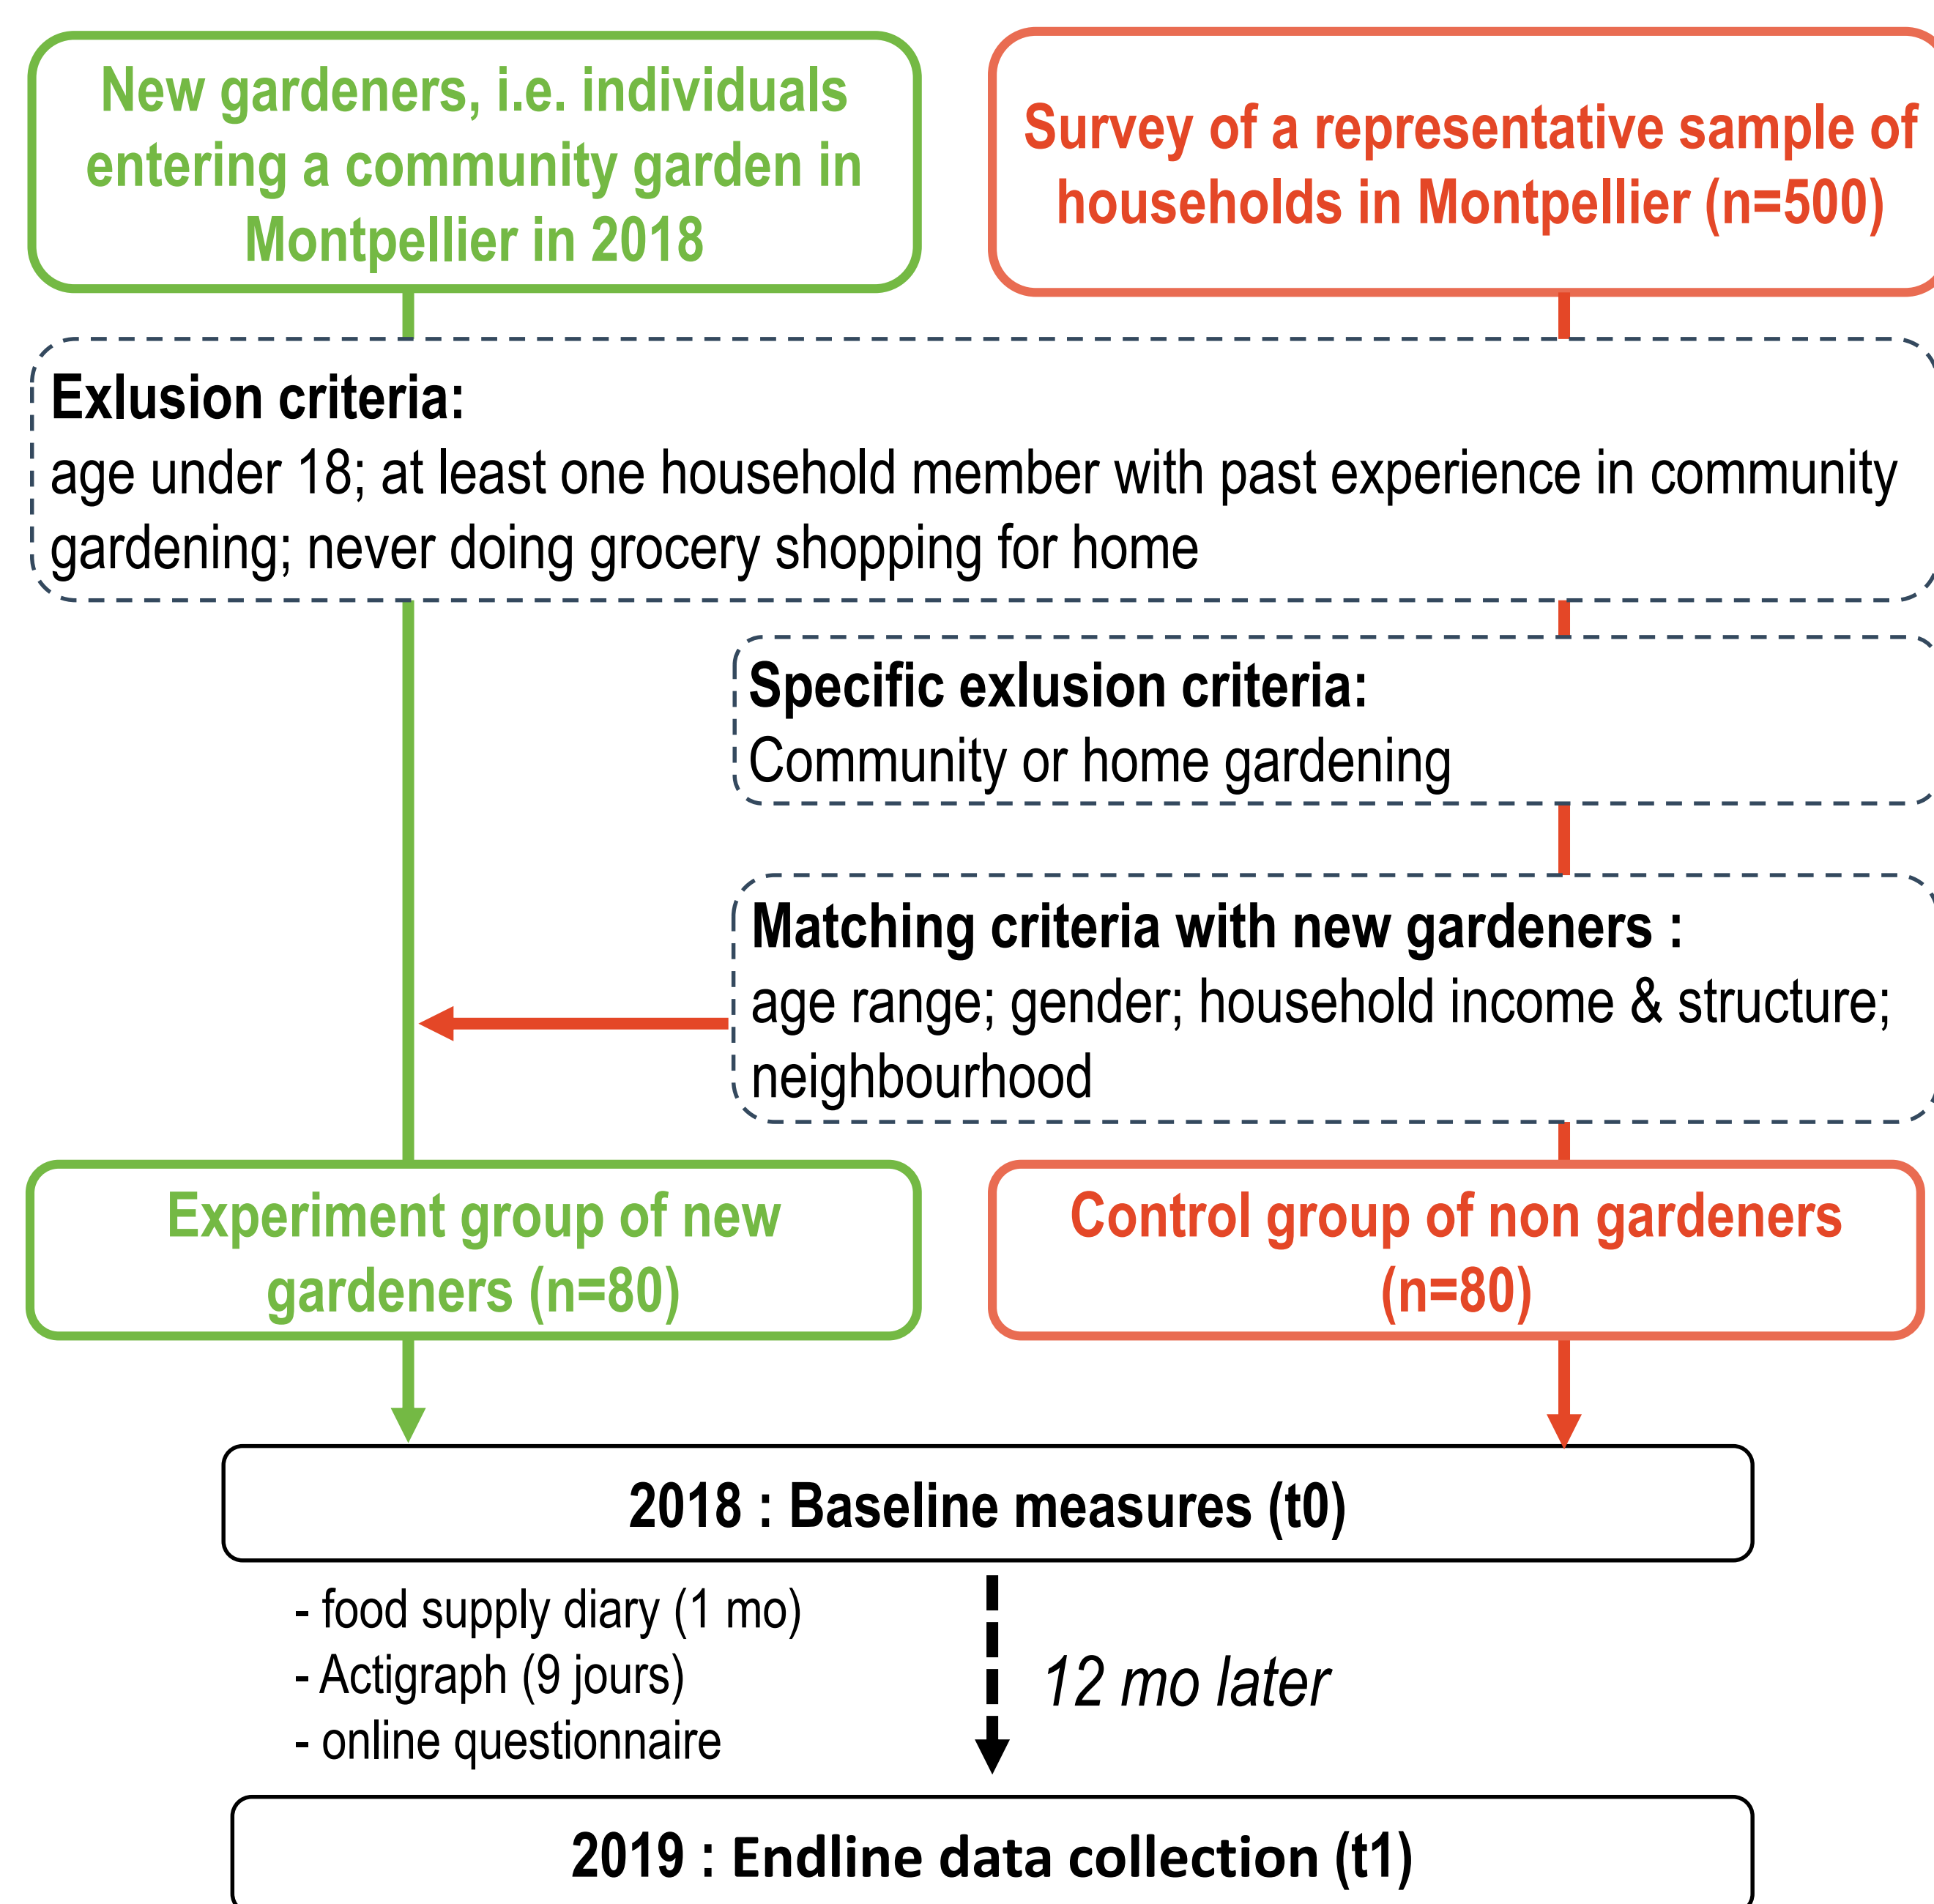 New gardeners, i.e. individuals
entering a community garden in
Montpellier in 2018
Survey of a representative sample of
households in Montpellier (n=500)
Exlusion criteria:
age under 18; at least one household member with past experience in community
gardening; never doing grocery shopping for home
Specific exlusion criteria:
Community or home gardening
Matching criteria with new gardeners :
age range; gender; household income & structure;
neighbourhood
Experiment group of new
gardeners (n=80)
Control group of non gardeners
(n=80)
2018 : Baseline measures (t0)
- food supply diary (1 mo)
- Actigraph (9 jours)
- online questionnaire
12 mo later
2019 : Endline data collection (t1)